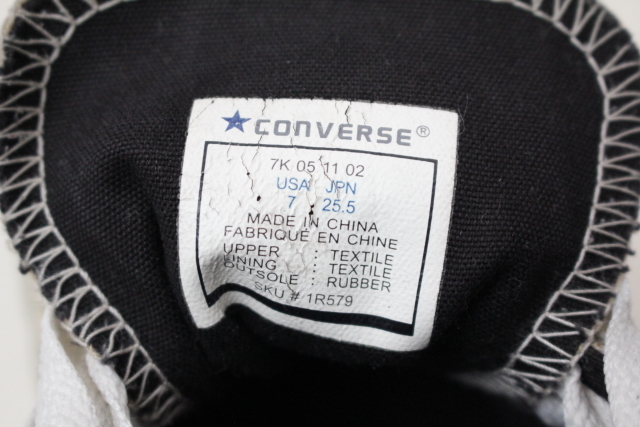 CONVERSE®
7K 05 11 02
USA JPN
7 25.5
MADE IN CHINA
FABRIQUÉ EN CHINE
UPPER : TEXTILE
LINING : TEXTILE
OUTSOLE : RUBBER
SKU # 1R579